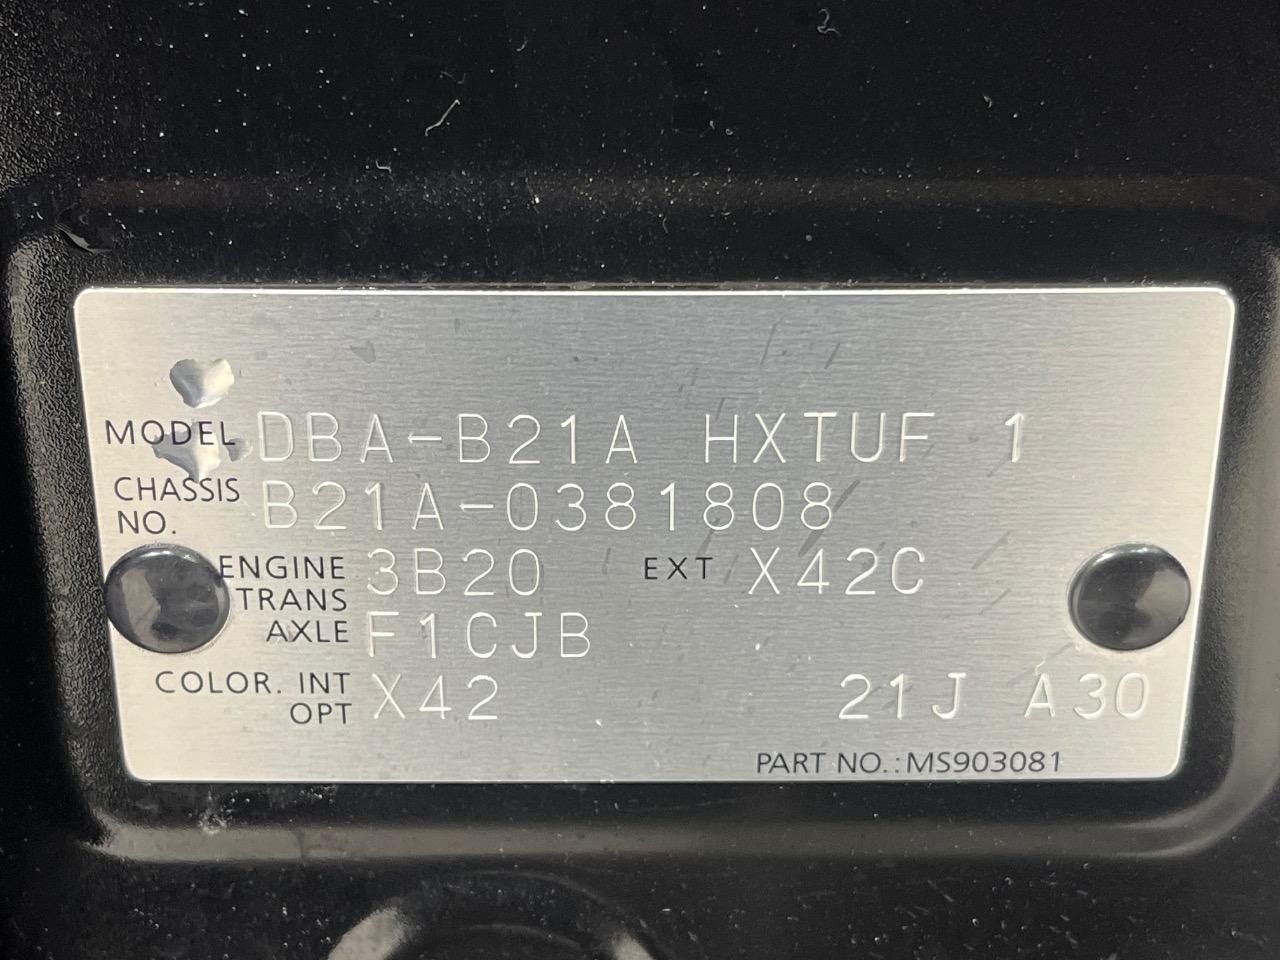 MODEL DBA-B21A HXTUF 1
CHASSIS NO. B21A-0381808
ENGINE 3B20 EXT X42C
TRANS AXLE F1CJB
COLOR. INT OPT X42 21J A30
PART NO.: MS903081